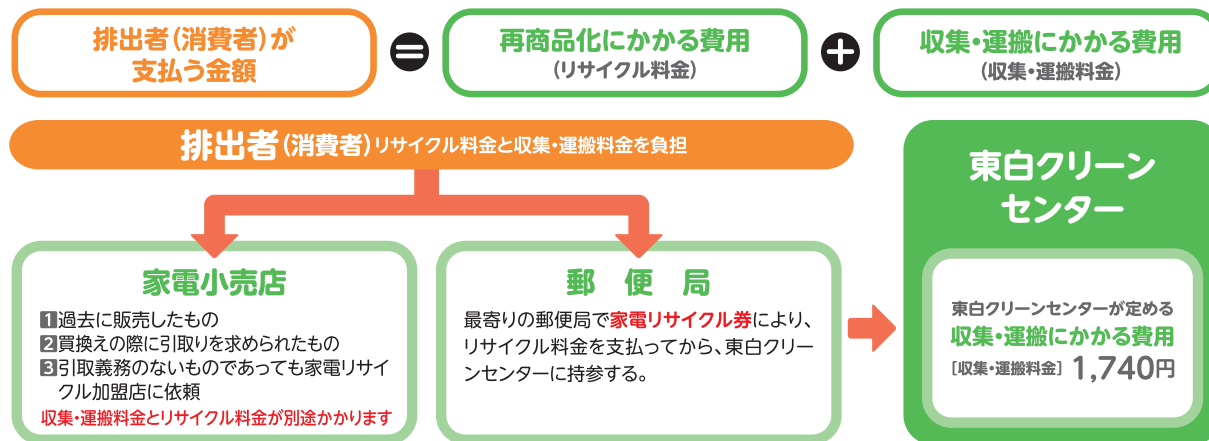 排出者(消費者)が
支払う金額
=
再商品化にかかる費用
(リサイクル料金)
+
収集・運搬にかかる費用
(収集・運搬料金)
排出者(消費者)リサイクル料金と収集・運搬料金を負担
家電小売店
1過去に販売したもの
2買換えの際に引取りを求められたもの
3引取義務のないものであっても家電リサイ
クル加盟店に依頼
収集・運搬料金とリサイクル料金が別途かかります
郵便局
最寄りの郵便局で家電リサイクル券により、
リサイクル料金を支払ってから、東白クリー
ンセンターに持参する。
東白クリーン
センター
東白クリーンセンターが定める
収集・運搬にかかる費用
[収集・運搬料金] 1,740円